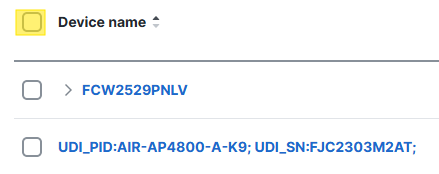 Device name
FCW2529PNLV
UDI_PID:AIR-AP4800-A-K9; UDI_SN:FJC2303M2AT;